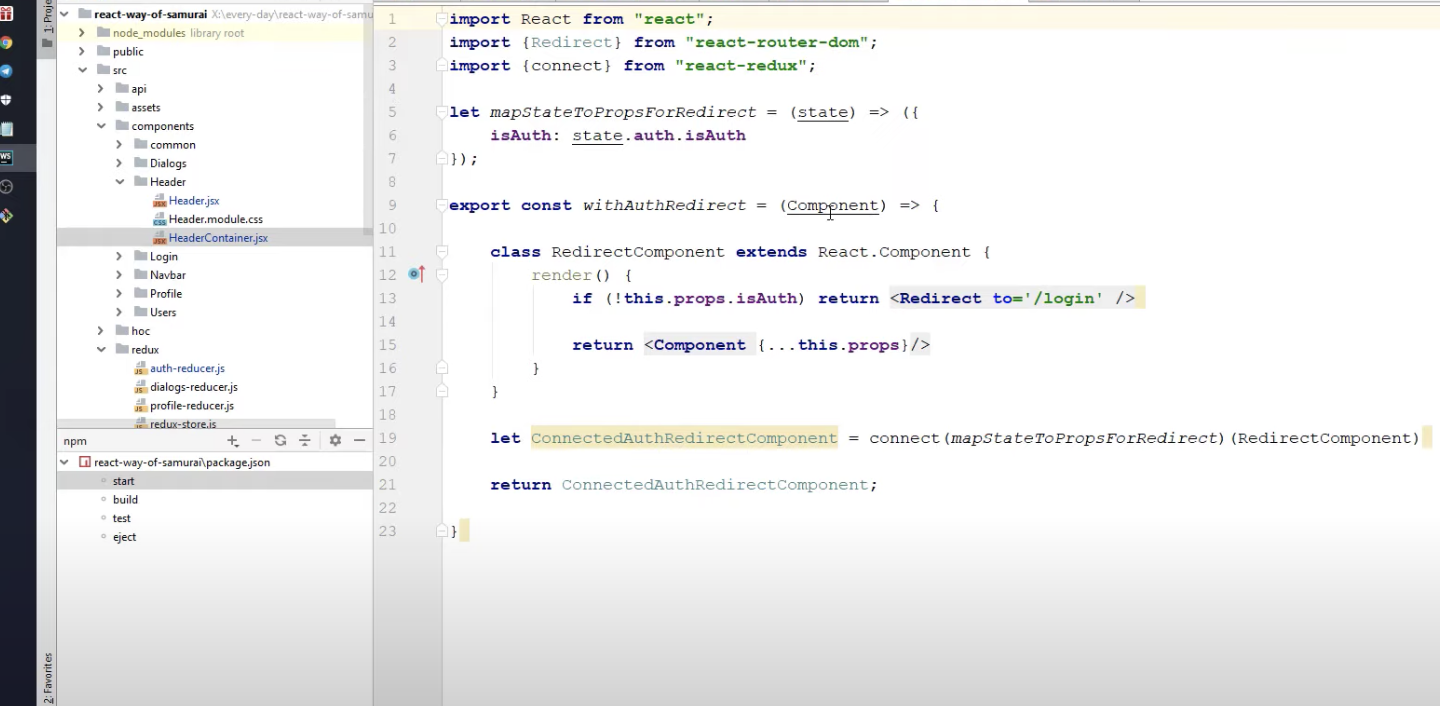 1: Proje
react-way-of-samurai X:\every-day\react-way-of-samu
node_modules library root
public
src
api
assets
components
common
Dialogs
Header
Header.jsx
Header.module.css
HeaderContainer.jsx
Login
Navbar
Profile
Users
hoc
redux
auth-reducer.js
dialogs-reducer.js
profile-reducer.js
redux-store.js
npm
react-way-of-samurai\package.json
start
build
test
eject
2: Favorites
WS
1 import React from "react";
2 import {Redirect} from "react-router-dom";
3 import {connect} from "react-redux";
4
5 let mapStateToPropsForRedirect = (state) => ({
6 isAuth: state.auth.isAuth
7 });
8
9 export const withAuthRedirect = (Component) => {
10
11 class RedirectComponent extends React.Component {
12 render() {
13 if (!this.props.isAuth) return <Redirect to='/login' />
14
15 return <Component {...this.props}/>
16 }
17 }
18
19 let ConnectedAuthRedirectComponent = connect(mapStateToPropsForRedirect)(RedirectComponent)
20
21 return ConnectedAuthRedirectComponent;
22
23 }